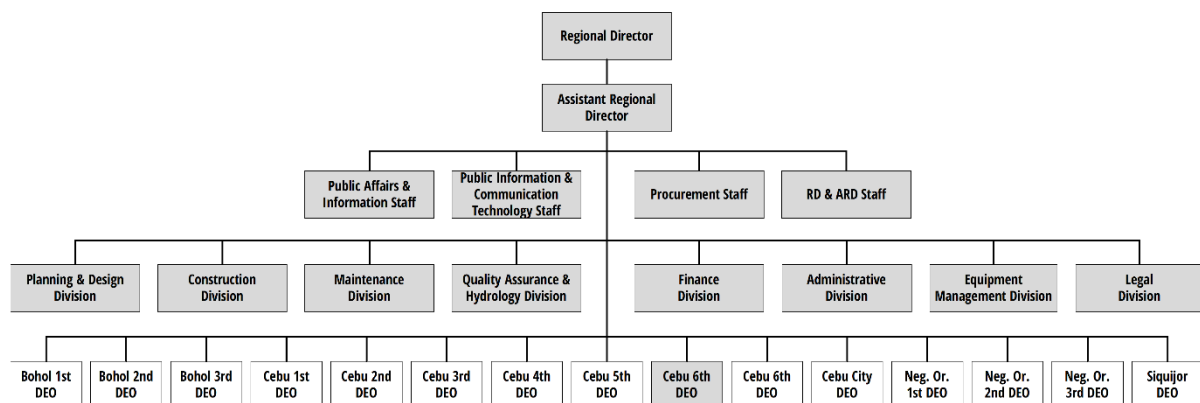 Regional Director
Assistant Regional
Director
Public Affairs &
Information Staff
Public Information &
Communication
Technology Staff
Procurement Staff
RD & ARD Staff
Planning & Design
Division
Construction
Division
Maintenance
Division
Quality Assurance &
Hydrology Division
Finance
Division
Administrative
Division
Equipment
Management Division
Legal
Division
Bohol 1st
DEO
Bohol 2nd
DEO
Bohol 3rd
DEO
Cebu 1st
DEO
Cebu 2nd
DEO
Cebu 3rd
DEO
Cebu 4th
DEO
Cebu 5th
DEO
Cebu 6th
DEO
Cebu 6th
DEO
Cebu City
DEO
Neg. Or.
1st DEO
Neg. Or.
2nd DEO
Neg. Or.
3rd DEO
Siquijor
DEO